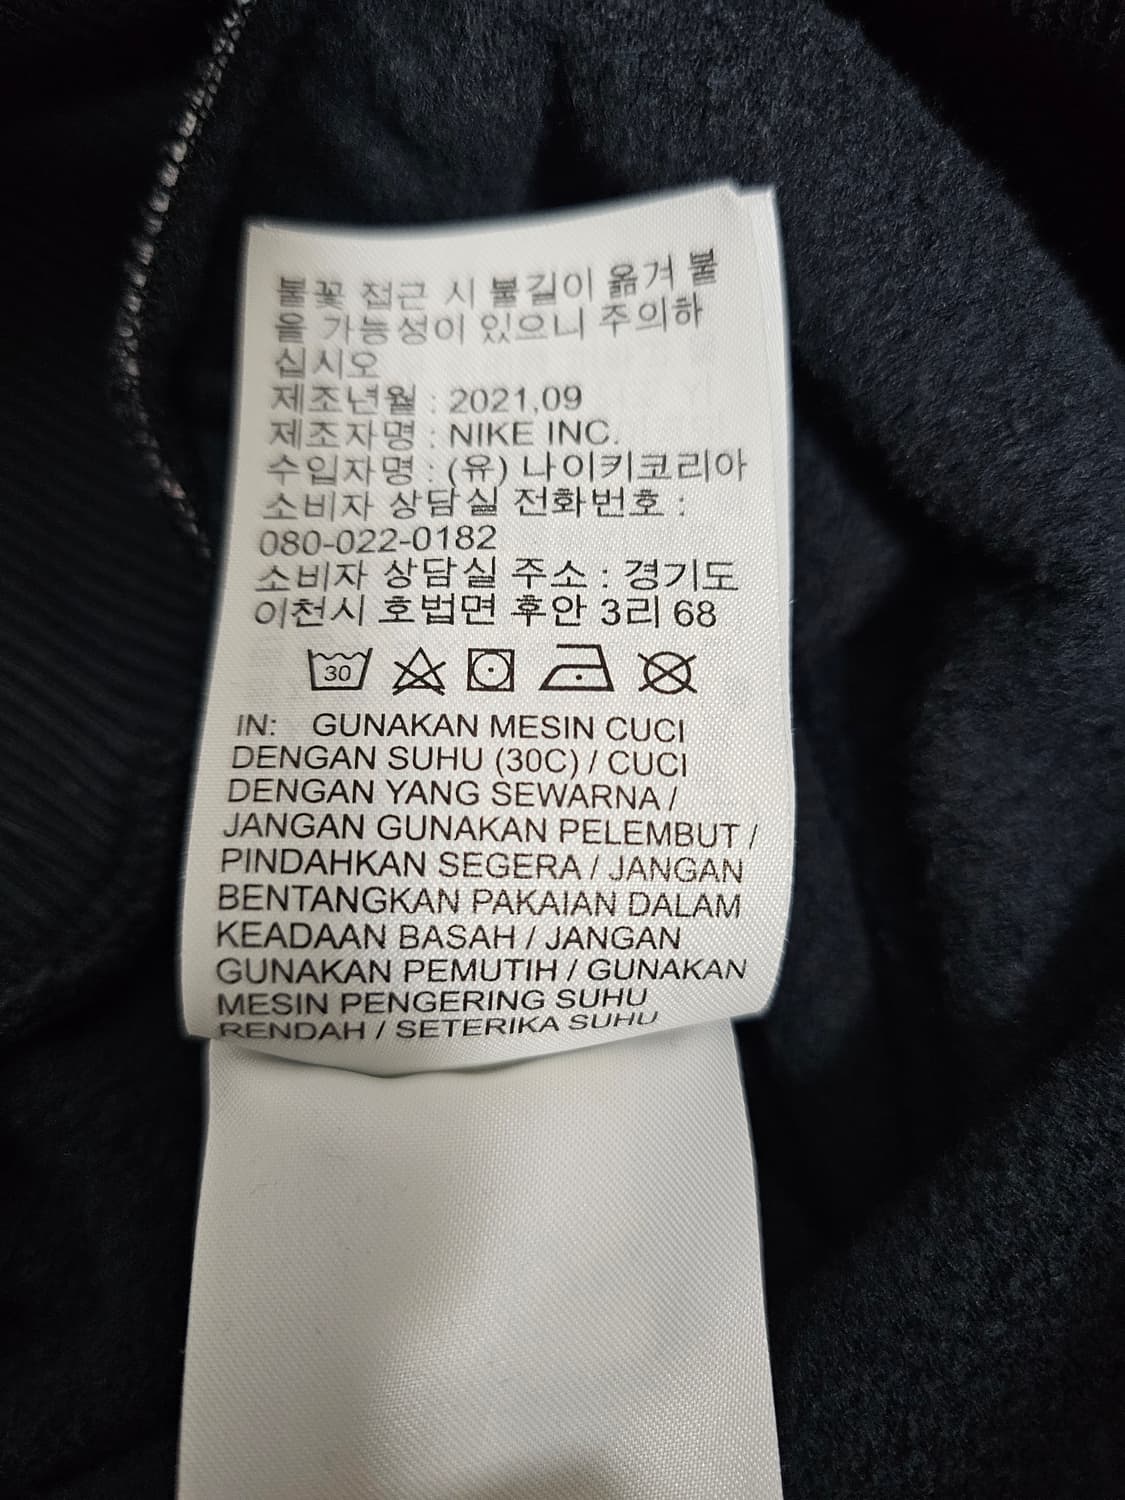 불꽃 접근 시 불길이 옮겨 붙
을 가능성이 있으니 주의하
십시오
제조년월 : 2021,09
제조자명 : NIKE INC.
수입자명 : (유) 나이키코리아
소비자 상담실 전화번호 :
080-022-0182
소비자 상담실 주소 : 경기도
이천시 호법면 후안 3리 68
30
IN: GUNAKAN MESIN CUCI
DENGAN SUHU (30C) / CUCI
DENGAN YANG SEWARNA /
JANGAN GUNAKAN PELEMBUT /
PINDAHKAN SEGERA / JANGAN
BENTANGKAN PAKAIAN DALAM
KEADAAN BASAH / JANGAN
GUNAKAN PEMUTIH / GUNAKAN
MESIN PENGERING SUHU
RENDAH / SETERIKA SUHU